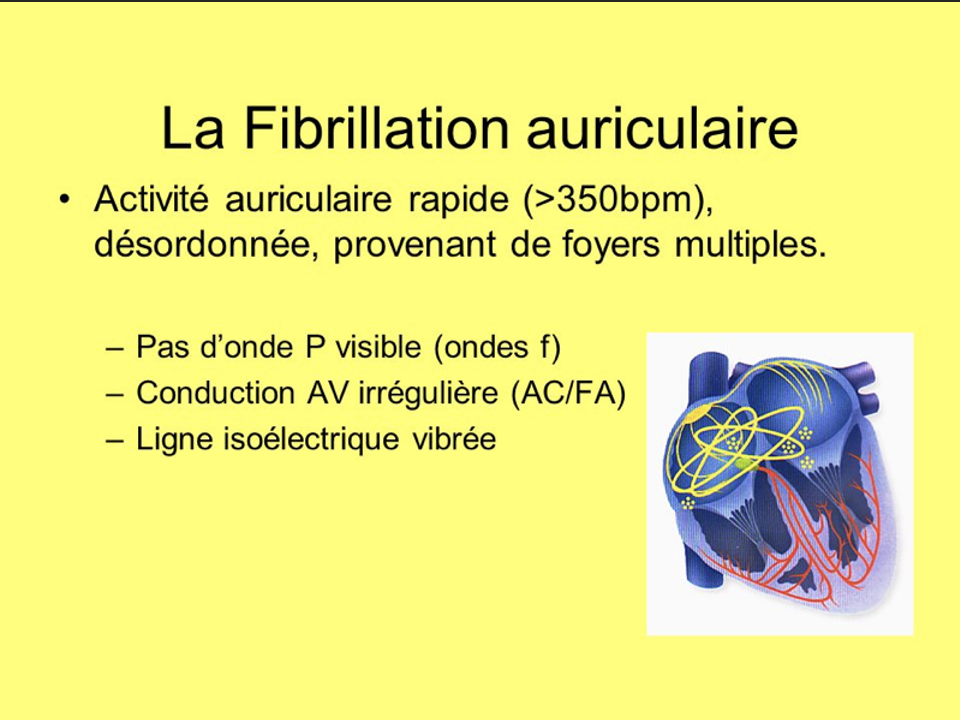 La Fibrillation auriculaire
• Activité auriculaire rapide (>350bpm),
désordonnée, provenant de foyers multiples.
– Pas d’onde P visible (ondes f)
– Conduction AV irrégulière (AC/FA)
– Ligne isoélectrique vibrée